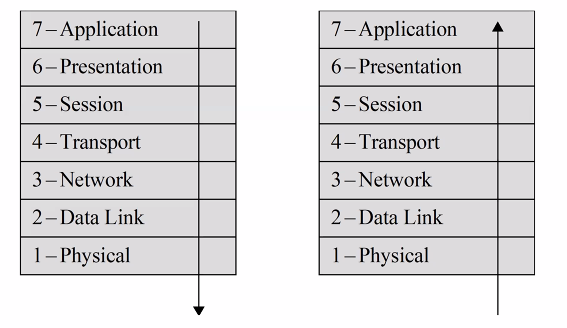 7–Application
6–Presentation
5–Session
4–Transport
3–Network
2–Data Link
1–Physical
7–Application
6–Presentation
5–Session
4–Transport
3–Network
2–Data Link
1–Physical